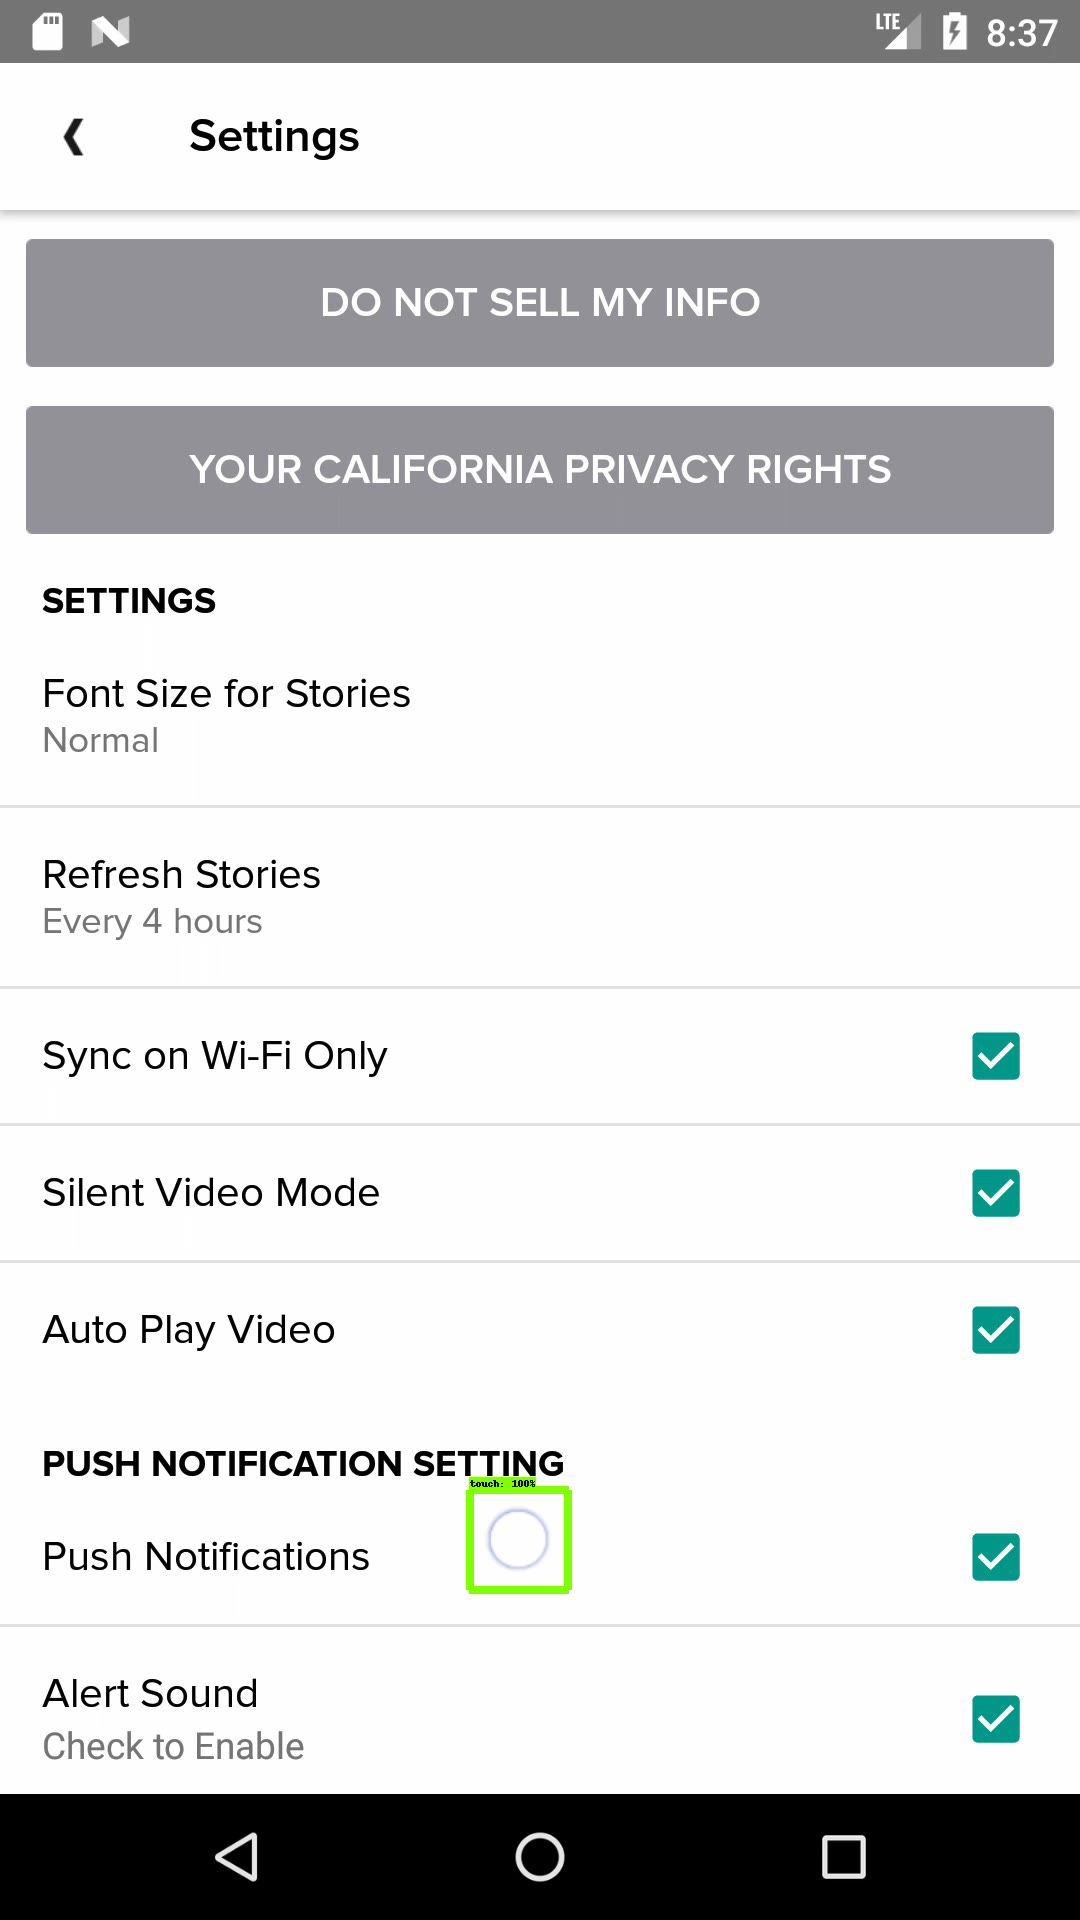 LTE 8:37
Settings
DO NOT SELL MY INFO
YOUR CALIFORNIA PRIVACY RIGHTS
SETTINGS
Font Size for Stories
Normal
Refresh Stories
Every 4 hours
Sync on Wi-Fi Only
Silent Video Mode
Auto Play Video
PUSH NOTIFICATION SETTING
touch: 100%
Push Notifications
Alert Sound
Check to Enable